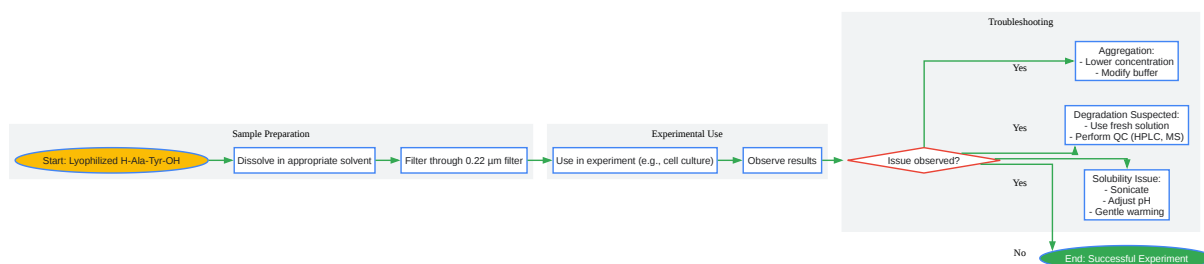 Troubleshooting
Aggregation:
- Lower concentration
- Modify buffer
Yes
Degradation Suspected:
- Use fresh solution
- Perform QC (HPLC, MS)
Yes
Sample Preparation
Experimental Use
Start: Lyophilized H-Ala-Tyr-OH
Dissolve in appropriate solvent
Filter through 0.22 µm filter
Use in experiment (e.g., cell culture)
Observe results
Issue observed?
Solubility Issue:
- Sonicate
- Adjust pH
- Gentle warming
Yes
No
End: Successful Experiment